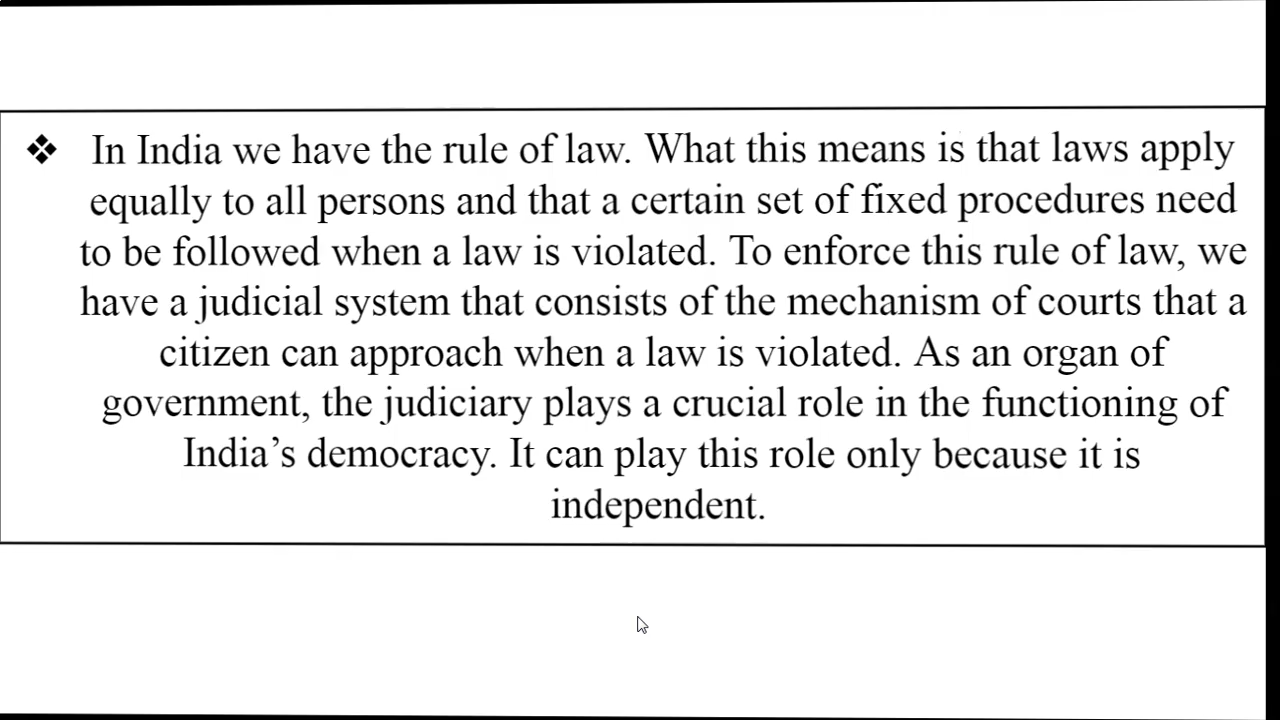 ❖ In India we have the rule of law. What this means is that laws apply
equally to all persons and that a certain set of fixed procedures need
to be followed when a law is violated. To enforce this rule of law, we
have a judicial system that consists of the mechanism of courts that a
citizen can approach when a law is violated. As an organ of
government, the judiciary plays a crucial role in the functioning of
India’s democracy. It can play this role only because it is
independent.